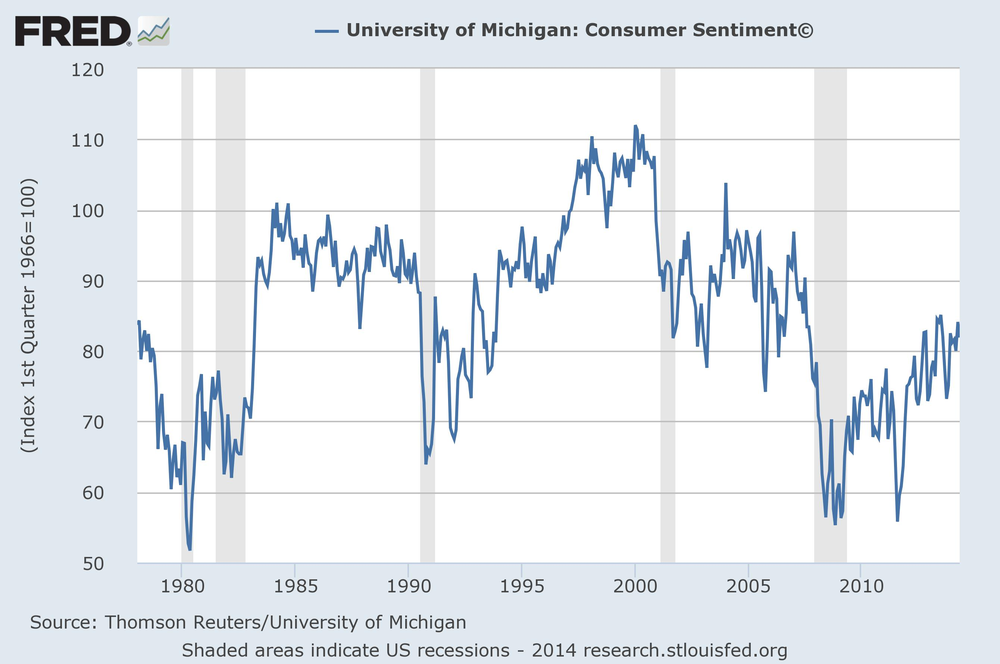 FRED®
University of Michigan: Consumer Sentiment©
(Index 1st Quarter 1966=100)
120
110
100
90
80
70
60
50
1980 1985 1990 1995 2000 2005 2010
Source: Thomson Reuters/University of Michigan
Shaded areas indicate US recessions - 2014 research.stlouisfed.org